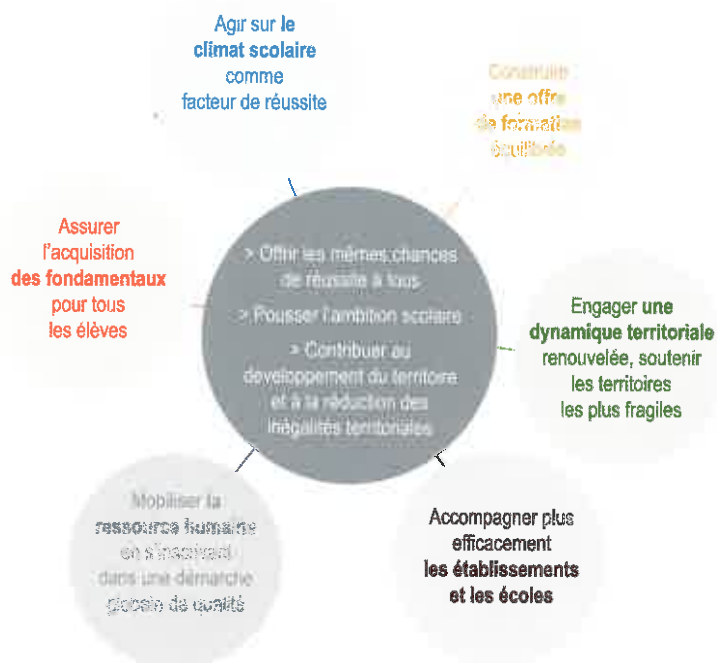 Agir sur le
climat scolaire
comme
facteur de réussite
Construire
une offre
de formation
équilibrée
Assurer
l'acquisition
des fondamentaux
pour tous
les élèves
> Offrir les mêmes chances
de réussite à tous
> Pousser l'ambition scolaire
> Contribuer au
développement du territoire
et à la réduction des
inégalités territoriales
Engager une
dynamique territoriale
renouvelée, soutenir
les territoires
les plus fragiles
Mobiliser la
ressource humaine
en s'inscrivant
dans une démarche
globale de qualité
Accompagner plus
efficacement
les établissements
et les écoles